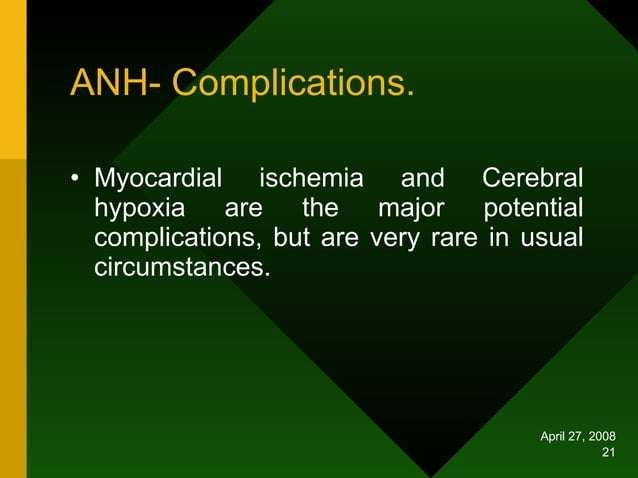 ANH- Complications.
• Myocardial ischemia and Cerebral
hypoxia are the major potential
complications, but are very rare in usual
circumstances.
April 27, 2008
21